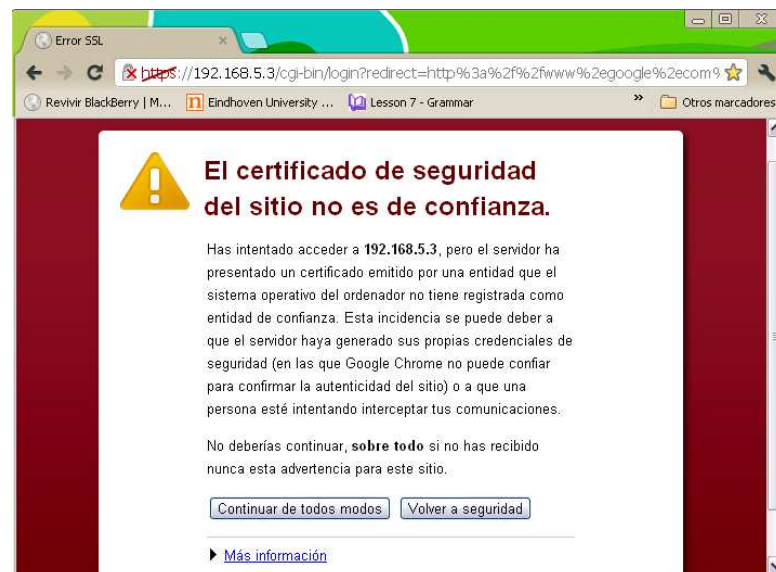 Error SSL
https://192.168.5.3/cgi-bin/login?redirect=http%3a%2f%2fwww%2egoogle%2ecom%
Revivir BlackBerry | M... Eindhoven University ... Lesson 7 - Grammar » Otros marcadores
El certificado de seguridad
del sitio no es de confianza.
Has intentado acceder a 192.168.5.3, pero el servidor ha
presentado un certificado emitido por una entidad que el
sistema operativo del ordenador no tiene registrada como
entidad de confianza. Esta incidencia se puede deber a
que el servidor haya generado sus propias credenciales de
seguridad (en las que Google Chrome no puede confiar
para confirmar la autenticidad del sitio) o a que una
persona esté intentando interceptar tus comunicaciones.
No deberías continuar, sobre todo si no has recibido
nunca esta advertencia para este sitio.
Continuar de todos modos Volver a seguridad
Más información